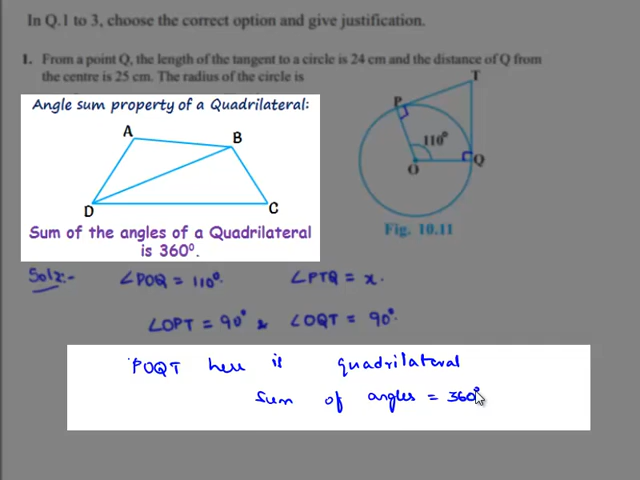 In Q.1 to 3, choose the correct option and give justification.
1. From a point Q, the length of the tangent to a circle is 24 cm and the distance of Q from
the centre is 25 cm. The radius of the circle is
Angle sum property of a Quadrilateral:
A
B
D
C
Sum of the angles of a Quadrilateral
is 360⁰.
T
P
110°
O
Q
Fig. 10.11
Sol2:-
∠POQ = 110°.
∠PTQ = x.
∠OPT = 90° & ∠OQT = 90°.
POQT here is quadrilateral
Sum of angles = 360°